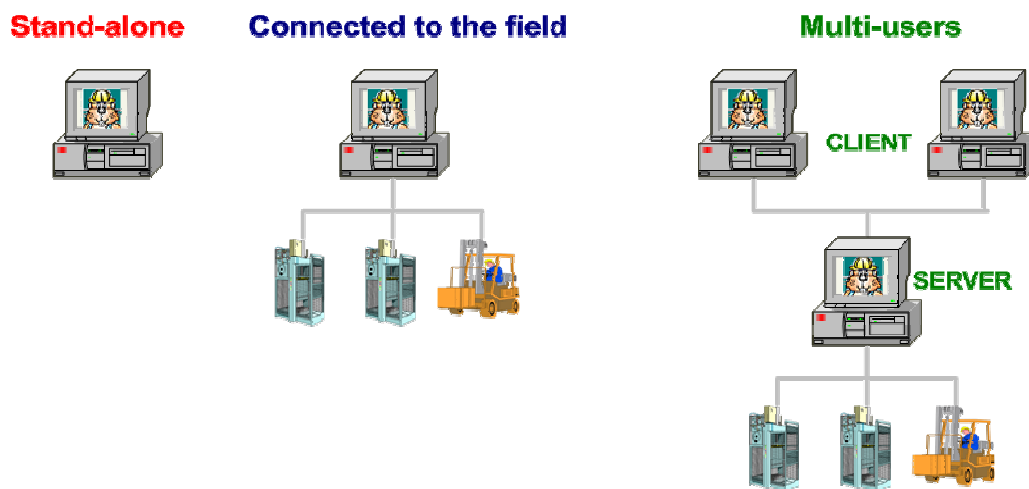 Stand-alone
Connected to the field
Multi-users
CLIENT
SERVER